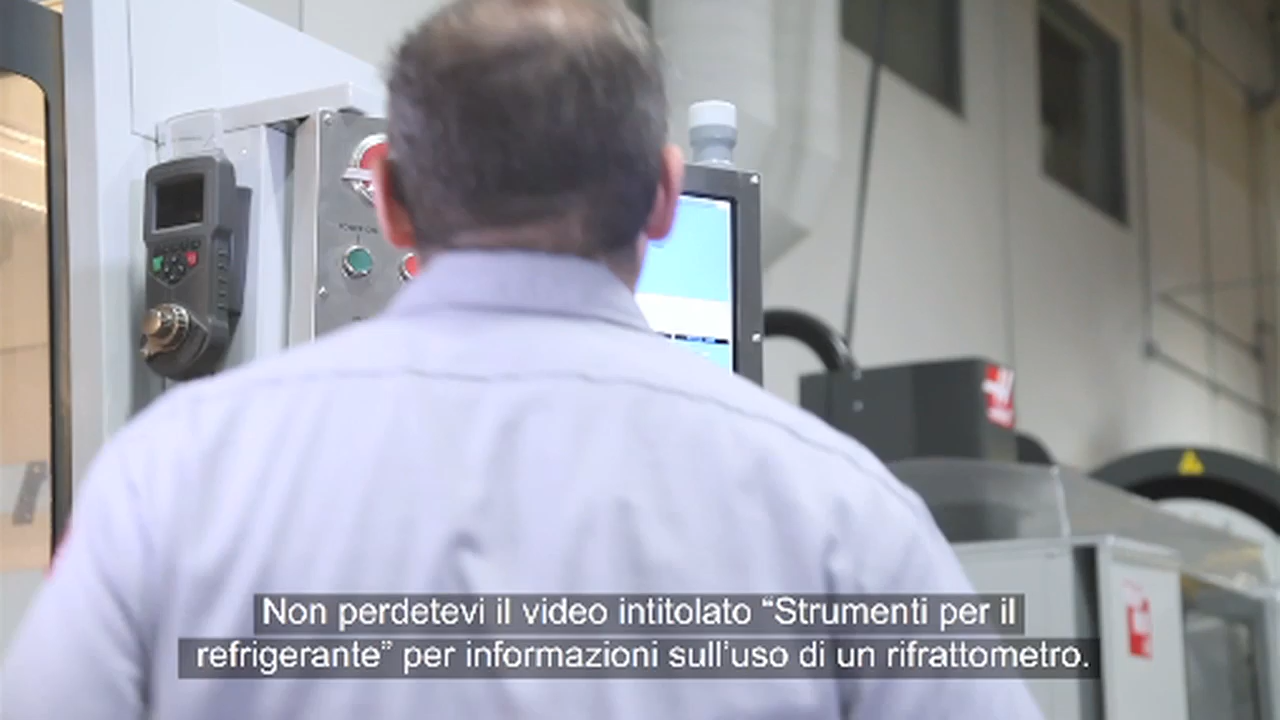 Non perdetevi il video intitolato “Strumenti per il
refrigerante” per informazioni sull'uso di un rifrattometro.